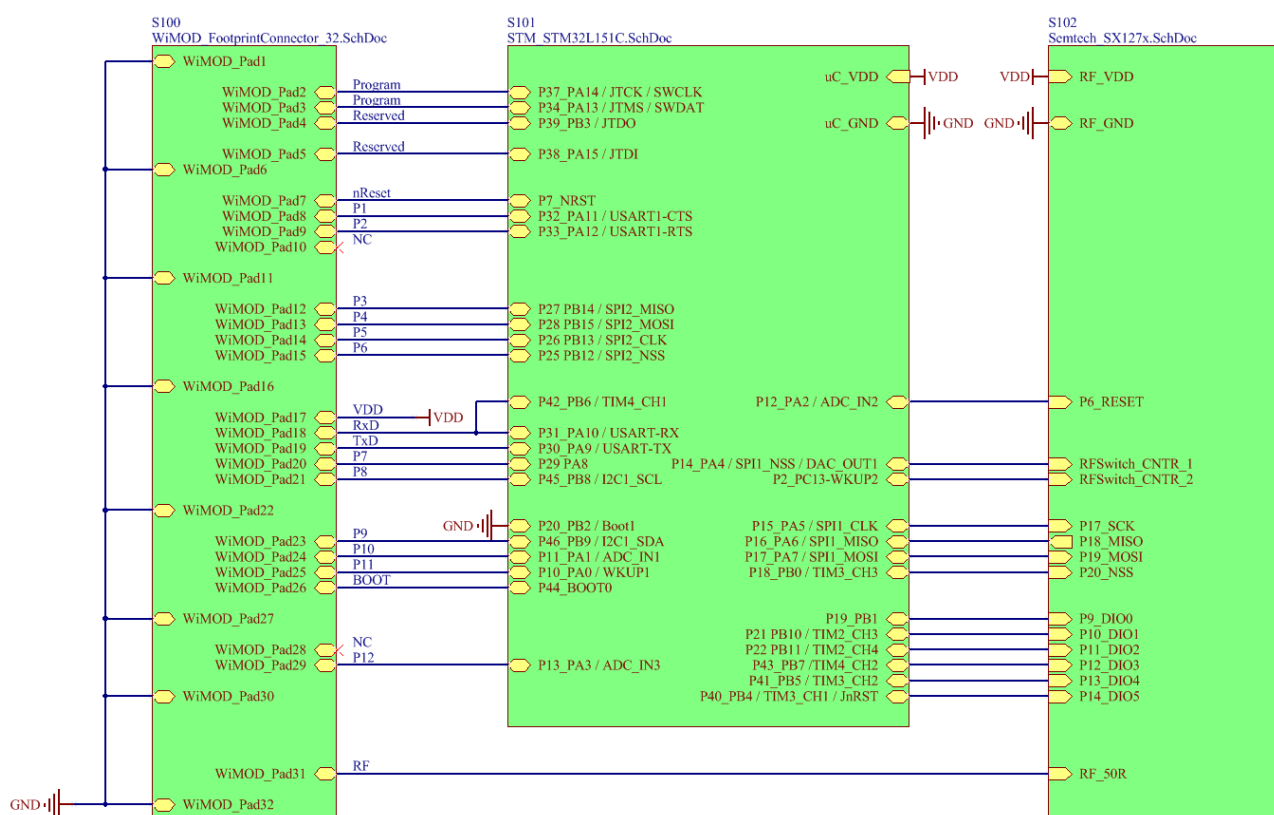 S100
WiMOD_FootprintConnector_32.SchDoc
S101
STM_STM32L151C.SchDoc
S102
Semtech_SX127x.SchDoc
WiMOD_Pad1
uC_VDD VDD VDD RF_VDD
WiMOD_Pad2 Program P37_PA14 / JTCK / SWCLK
WiMOD_Pad3 Program P34_PA13 / JTMS / SWDAT
WiMOD_Pad4 Reserved P39_PB3 / JTDO
uC_GND GND GND RF_GND
WiMOD_Pad5 Reserved P38_PA15 / JTDI
WiMOD_Pad6
WiMOD_Pad7 nReset P7_NRST
WiMOD_Pad8 P1 P32_PA11 / USART1-CTS
WiMOD_Pad9 P2 P33_PA12 / USART1-RTS
WiMOD_Pad10 NC
WiMOD_Pad11
WiMOD_Pad12 P3 P27 PB14 / SPI2_MISO
WiMOD_Pad13 P4 P28 PB15 / SPI2_MOSI
WiMOD_Pad14 P5 P26 PB13 / SPI2_CLK
WiMOD_Pad15 P6 P25 PB12 / SPI2_NSS
WiMOD_Pad16
P42_PB6 / TIM4_CH1 P12_PA2 / ADC_IN2 P6_RESET
WiMOD_Pad17 VDD VDD
WiMOD_Pad18 RxD P31_PA10 / USART-RX
WiMOD_Pad19 TxD P30_PA9 / USART-TX
WiMOD_Pad20 P7 P29 PA8 P14_PA4 / SPI1_NSS / DAC_OUT1 RFSwitch_CNTR_1
WiMOD_Pad21 P8 P45_PB8 / I2C1_SCL P2_PC13-WKUP2 RFSwitch_CNTR_2
WiMOD_Pad22
GND P20_PB2 / Boot1 P15_PA5 / SPI1_CLK P17_SCK
WiMOD_Pad23 P9 P46_PB9 / I2C1_SDA P16_PA6 / SPI1_MISO P18_MISO
WiMOD_Pad24 P10 P11_PA1 / ADC_IN1 P17_PA7 / SPI1_MOSI P19_MOSI
WiMOD_Pad25 P11 P10_PA0 / WKUP1 P18_PB0 / TIM3_CH3 P20_NSS
WiMOD_Pad26 BOOT P44_BOOT0
WiMOD_Pad27 P19_PB1 P9_DIO0
P21 PB10 / TIM2_CH3 P10_DIO1
WiMOD_Pad28 NC P22 PB11 / TIM2_CH4 P11_DIO2
WiMOD_Pad29 P12 P13_PA3 / ADC_IN3 P43_PB7/TIM4_CH2 P12_DIO3
P41_PB5 / TIM3_CH2 P13_DIO4
WiMOD_Pad30 P40_PB4 / TIM3_CH1 / JnRST P14_DIO5
WiMOD_Pad31 RF RF_50R
GND WiMOD_Pad32